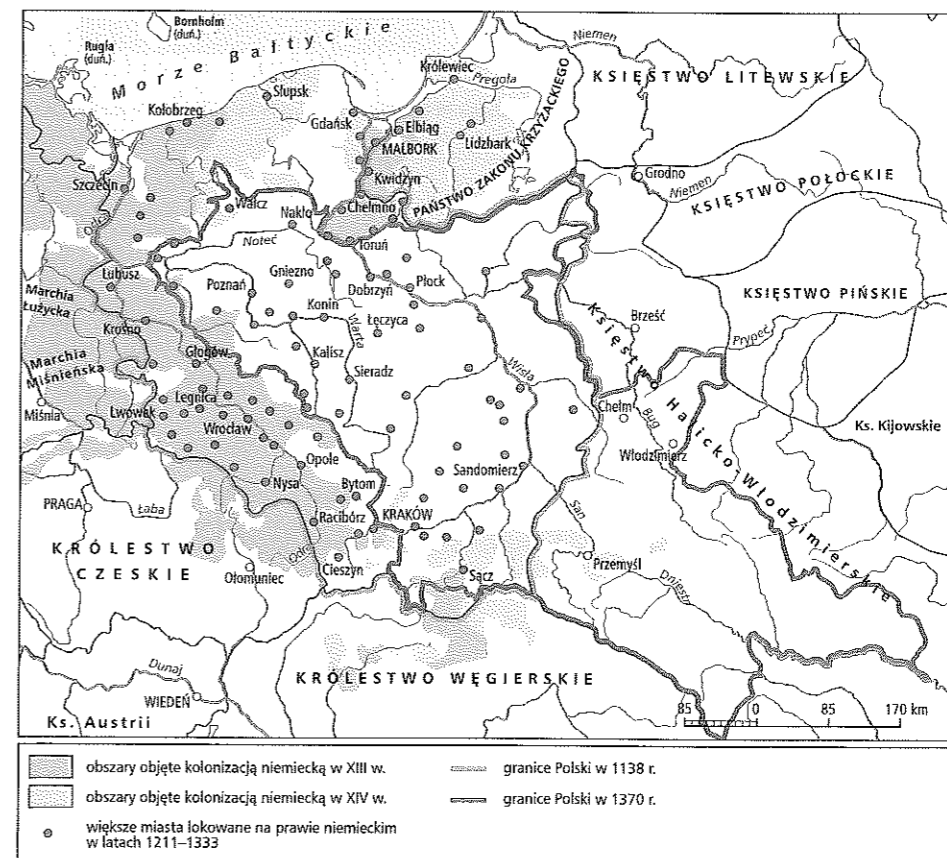 Bornholm
(duń.)
Rugia
(duń.)
Morze Bałtyckie
Niemen
Królewiec
Pregoła
KSIĘSTWO LITEWSKIE
Słupsk
Kołobrzeg
Gdańsk
Elbląg
MALBORK
Lidzbark
PAŃSTWO ZAKONU KRZYŻACKIEGO
Kwidzyn
Grodno
Niemen
KSIĘSTWO POŁOCKIE
Szczecin
Odra
Wałcz
Nakło
Chełmno
Noteć
Toruń
Gniezno
Lubusz
Poznań
Dobrzyń
Płock
KSIĘSTWO PIŃSKIE
Marchia
Łużycka
Konin
Łęczyca
Brześć
Prypeć
Krosno
Warta
Marchia
Miśnieńska
Głogów
Kalisz
Wisła
Księstwo Halicko-Włodzimierskie
Sieradz
Miśnia
Legnica
Lwówek
Chełm
Ks. Kijowskie
Wrocław
Bug
Włodzimierz
Opole
Sandomierz
Nysa
Bytom
PRAGA
Łaba
San
Racibórz
KRAKÓW
KRÓLESTWO
CZESKIE
Odra
Cieszyn
Przemyśl
Ołomuniec
Sącz
Dniestr
Dunaj
KRÓLESTWO WĘGIERSKIE
WIEDEŃ
Ks. Austrii
85 0 85 170 km
obszary objęte kolonizacją niemiecką w XIII w.
granice Polski w 1138 r.
obszary objęte kolonizacją niemiecką w XIV w.
granice Polski w 1370 r.
większe miasta lokowane na prawie niemieckim
w latach 1211–1333